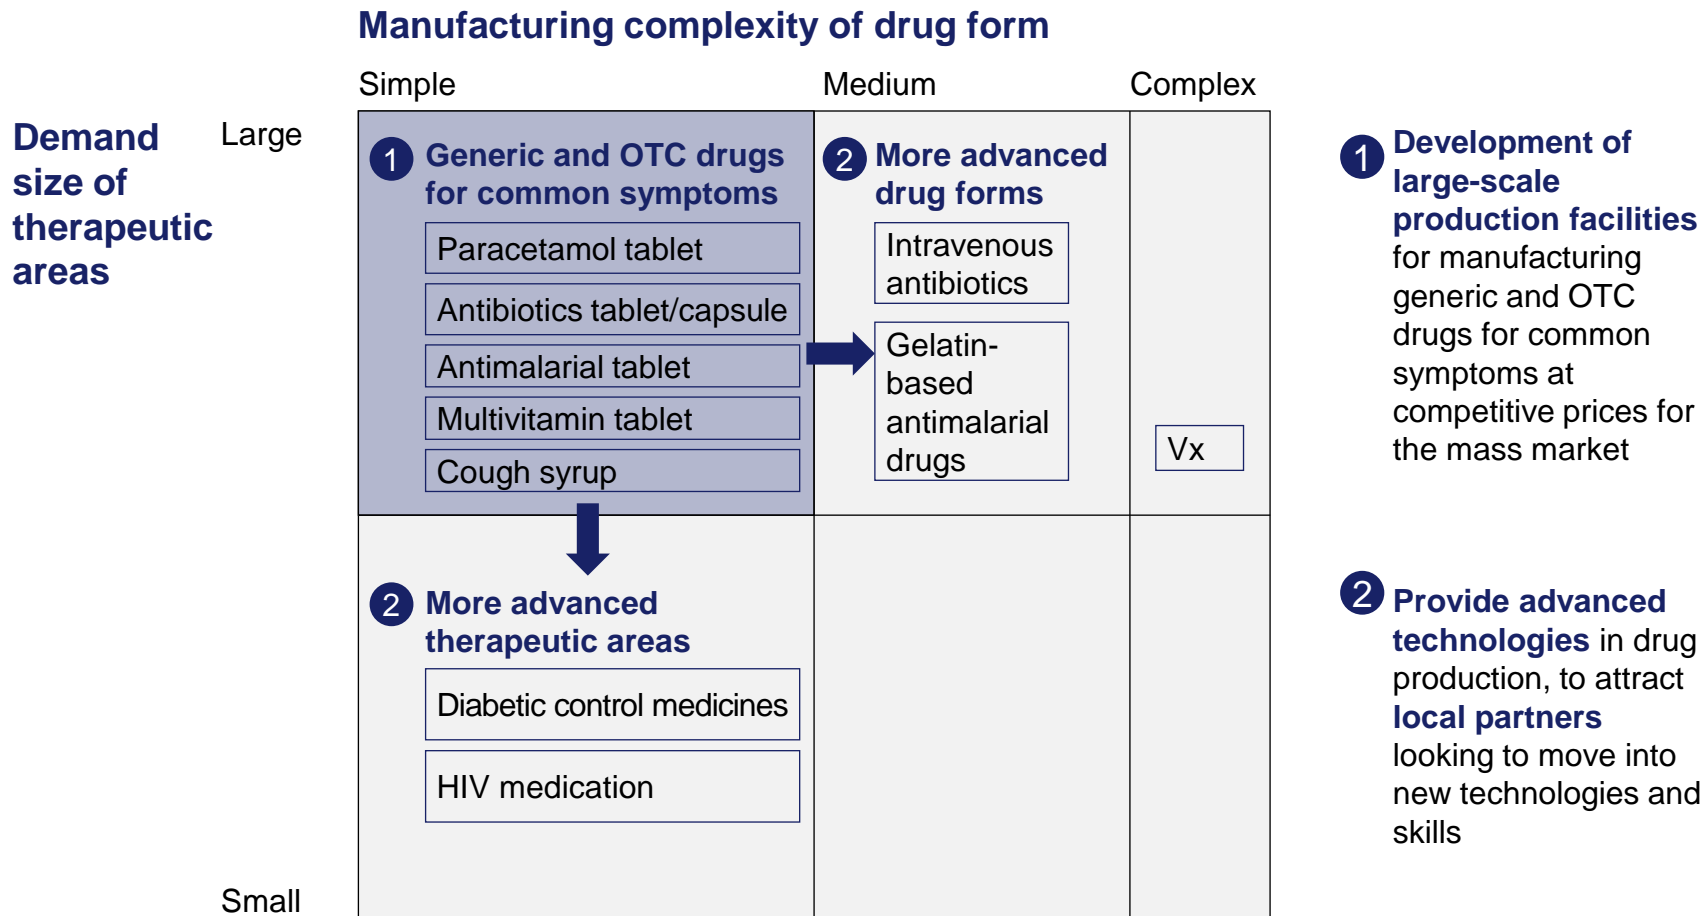 Manufacturing complexity of drug form
Simple
Medium
Complex
Demand
size of
therapeutic
areas
Large
Small
1
Generic and OTC drugs
for common symptoms
Paracetamol tablet
Antibiotics tablet/capsule
Antimalarial tablet
Multivitamin tablet
Cough syrup
2
More advanced
drug forms
Intravenous
antibiotics
Gelatin-
based
antimalarial
drugs
Vx
2
More advanced
therapeutic areas
Diabetic control medicines
HIV medication
1
Development of
large-scale
production facilities
for manufacturing
generic and OTC
drugs for common
symptoms at
competitive prices for
the mass market
2
Provide advanced
technologies in drug
production, to attract
local partners
looking to move into
new technologies and
skills